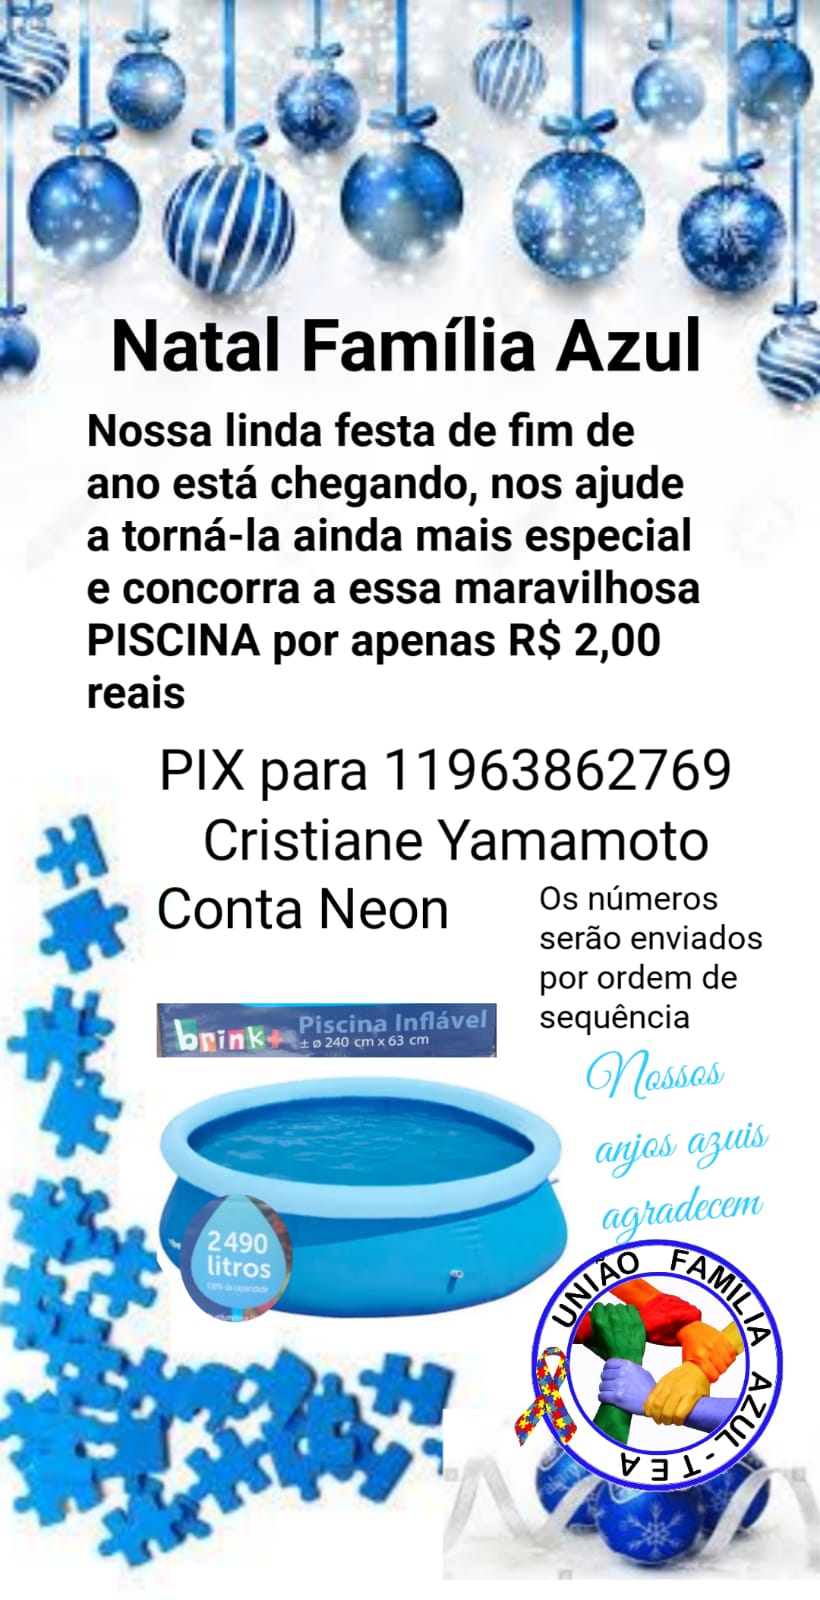 Natal Família Azul
Nossa linda festa de fim de
ano está chegando, nos ajude
a torná-la ainda mais especial
e concorra a essa maravilhosa
PISCINA por apenas R$ 2,00
reais
PIX para 11963862769
Cristiane Yamamoto
Conta Neon
Os números
serão enviados
por ordem de
sequência
brink+
Piscina Inflável
± ø 240 cm x 63 cm
2490
litros
100% da capacidade
Nossos
anjos azuis
agradecem
UNIÃO FAMÍLIA AZUL-TEA